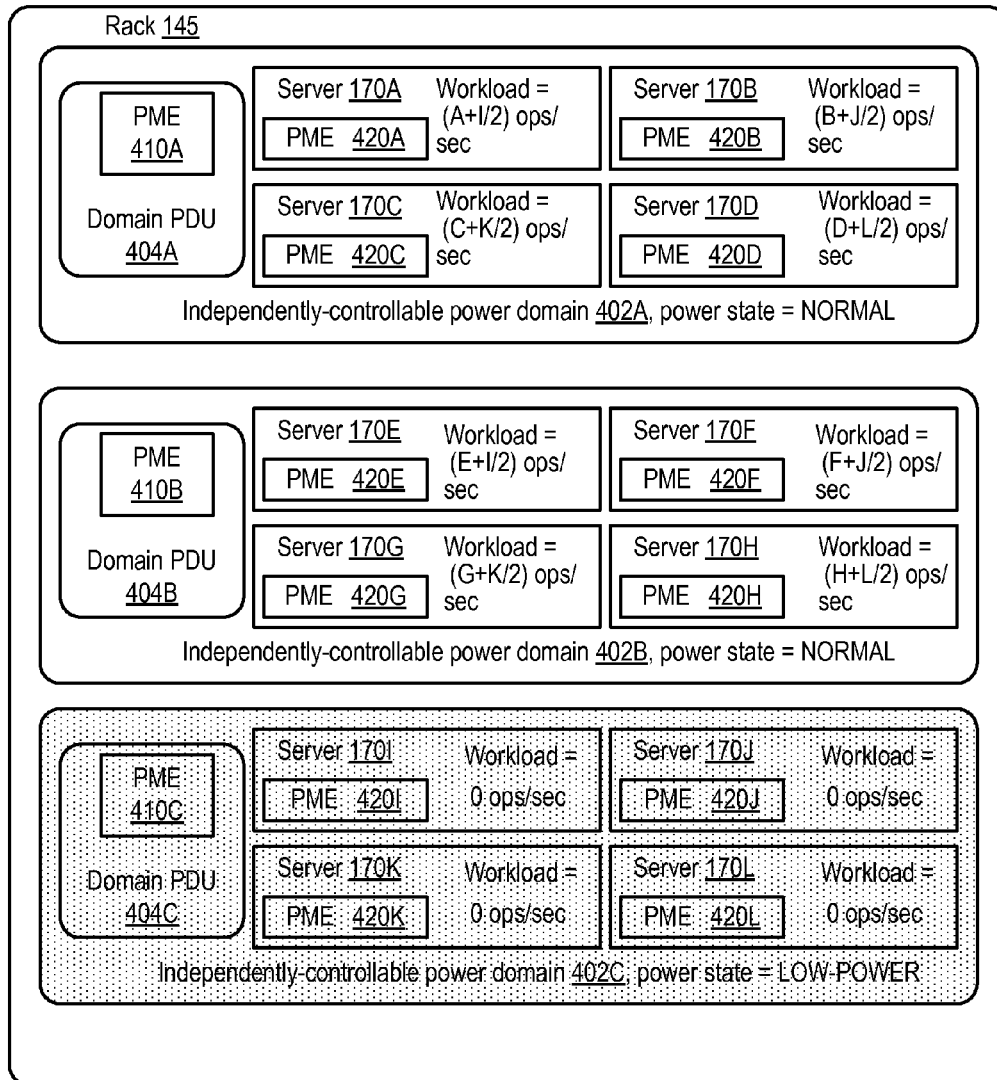 Rack 145
PME
410A
Domain PDU
404A
Server 170A
PME 420A
Workload =
(A+I/2) ops/
sec
Server 170B
PME 420B
Workload =
(B+J/2) ops/
sec
Server 170C
PME 420C
Workload =
(C+K/2) ops/
sec
Server 170D
PME 420D
Workload =
(D+L/2) ops/
sec
Independently-controllable power domain 402A, power state = NORMAL
PME
410B
Domain PDU
404B
Server 170E
PME 420E
Workload =
(E+I/2) ops/
sec
Server 170F
PME 420F
Workload =
(F+J/2) ops/
sec
Server 170G
PME 420G
Workload =
(G+K/2) ops/
sec
Server 170H
PME 420H
Workload =
(H+L/2) ops/
sec
Independently-controllable power domain 402B, power state = NORMAL
PME
410C
Domain PDU
404C
Server 170I
PME 420I
Workload =
0 ops/sec
Server 170J
PME 420J
Workload =
0 ops/sec
Server 170K
PME 420K
Workload =
0 ops/sec
Server 170L
PME 420L
Workload =
0 ops/sec
Independently-controllable power domain 402C, power state = LOW-POWER